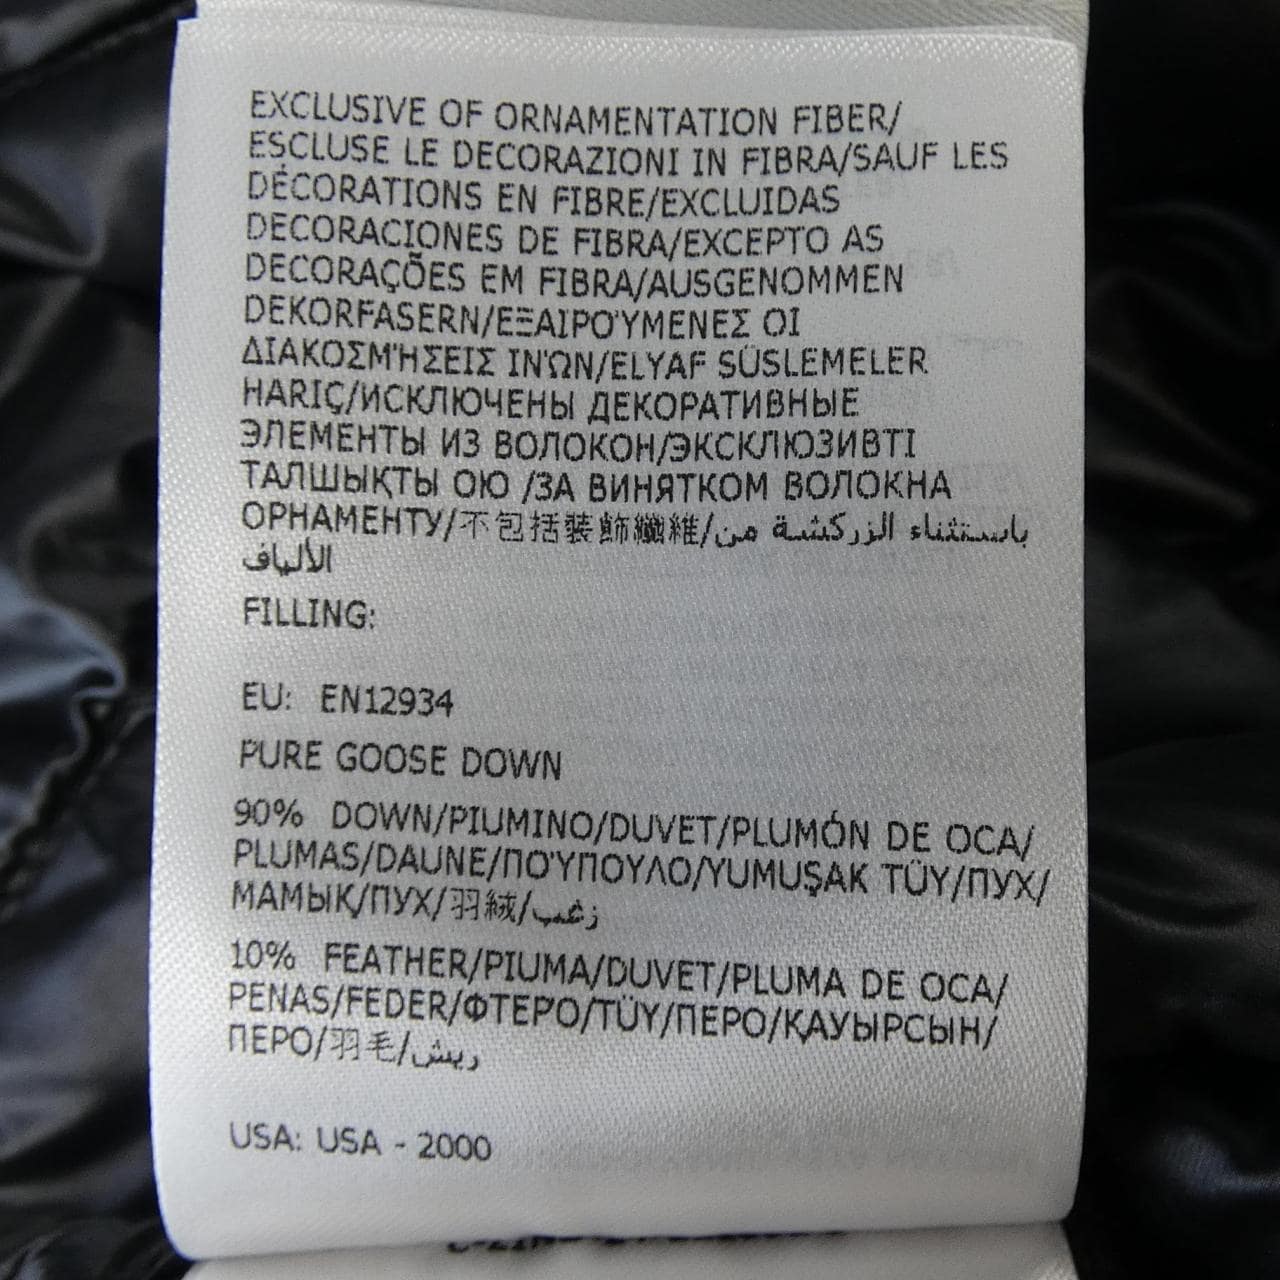 EXCLUSIVE OF ORNAMENTATION FIBER/
ESCLUSE LE DECORAZIONI IN FIBRA/SAUF LES
DÉCORATIONS EN FIBRE/EXCLUIDAS
DECORACIONES DE FIBRA/EXCEPTO AS
DECORAÇÕES EM FIBRA/AUSGENOMMEN
DEKORFASERN/ΕΞΑΙΡΟΎΜΕΝΕΣ ΟΙ
ΔΙΑΚΟΣΜΉΣΕΙΣ ΙΝΏΝ/ELYAF SÜSLEMELER
HARIÇ/ИСКЛЮЧЕНЫ ДЕКОРАТИВНЫЕ
ЭЛЕМЕНТЫ ИЗ ВОЛОКОН/ЭКСКЛЮЗИВТІ
ТАЛШЫҚТЫ ОЮ /ЗА ВИНЯТКОМ ВОЛОКНА
ОРНАМЕНТУ/不包括裝飾纖維/باستثناء الزركشة من
الألياف
FILLING:
EU: EN12934
PURE GOOSE DOWN
90% DOWN/PIUMINO/DUVET/PLUMÓN DE OCA/
PLUMAS/DAUNE/ΠΟΎΠΟΥΛΟ/YUMUŞAK TÜY/ПУХ/
МАМЫҚ/ПУХ/羽絨/زغب
10% FEATHER/PIUMA/DUVET/PLUMA DE OCA/
PENAS/FEDER/ΦΤΕΡΟ/TÜY/ПЕРО/ҚАУЫРСЫН/
ПЕРО/羽毛/ريش
USA: USA - 2000